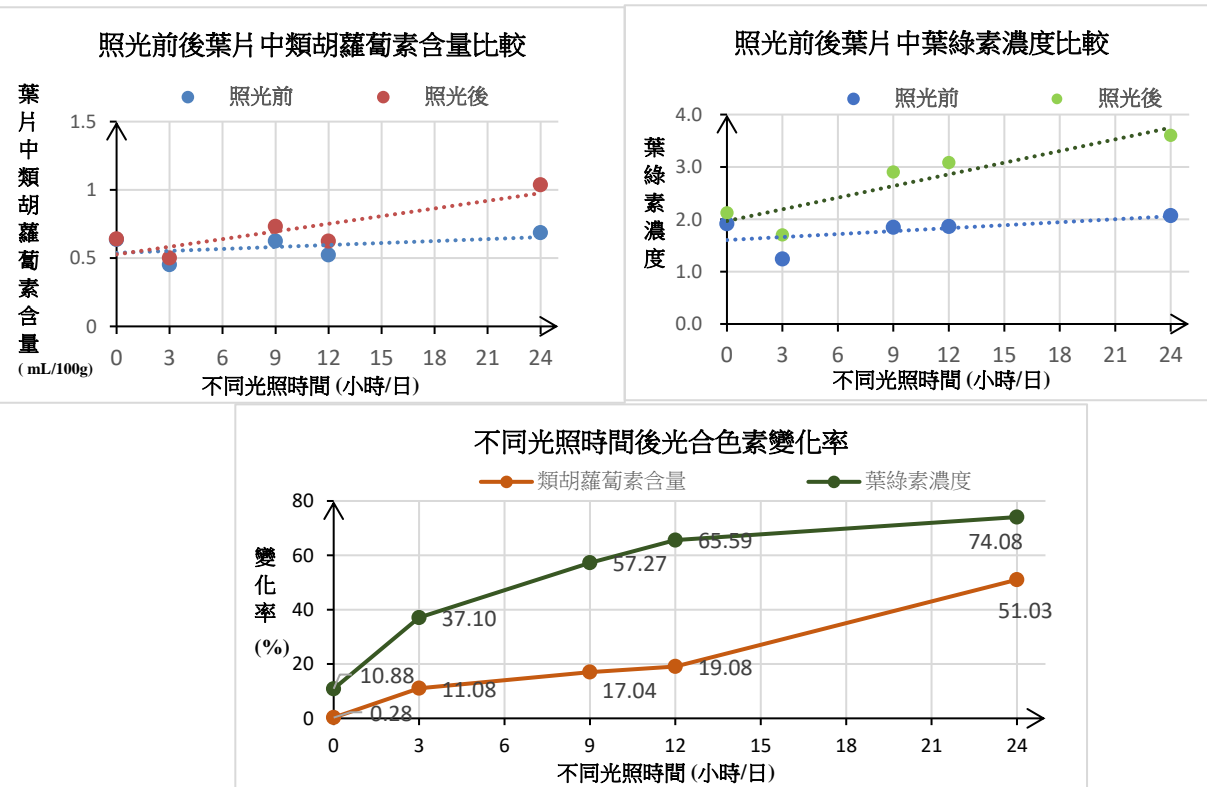 照光前後葉片中類胡蘿蔔素含量比較
照光前 照光後
葉片中類胡蘿蔔素含量
( mL/100g)
1.5
1
0.5
0
0 3 6 9 12 15 18 21 24
不同光照時間 (小時/日)
照光前後葉片中葉綠素濃度比較
照光前 照光後
葉綠素濃度
4.0
3.0
2.0
1.0
0.0
0 3 6 9 12 15 18 21 24
不同光照時間 (小時/日)
不同光照時間後光合色素變化率
類胡蘿蔔素含量 葉綠素濃度
變化率
(%)
80
60
40
20
0
10.88
37.10
57.27
65.59
74.08
0.28
11.08
17.04
19.08
51.03
0 3 6 9 12 15 18 21 24
不同光照時間 (小時/日)